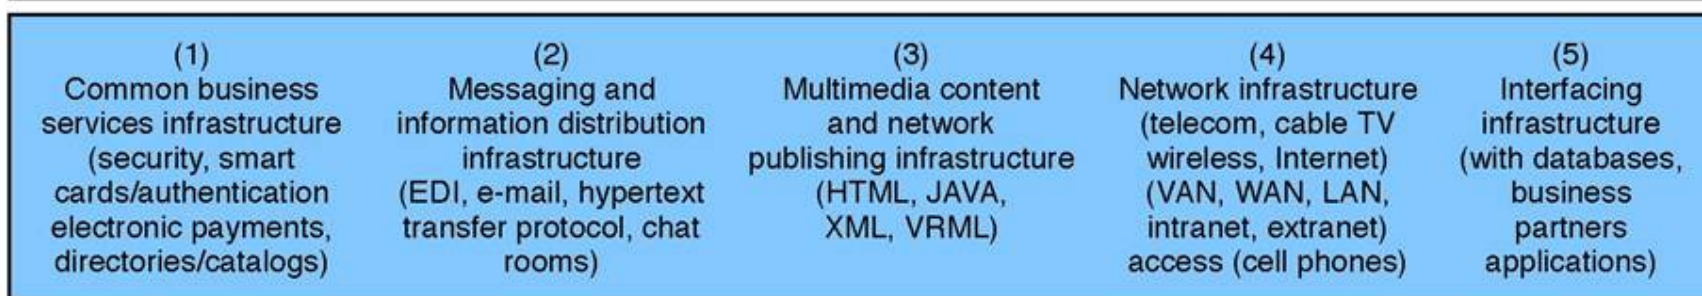 (1)
Common business
services infrastructure
(security, smart
cards/authentication
electronic payments,
directories/catalogs)
(2)
Messaging and
information distribution
infrastructure
(EDI, e-mail, hypertext
transfer protocol, chat
rooms)
(3)
Multimedia content
and network
publishing infrastructure
(HTML, JAVA,
XML, VRML)
(4)
Network infrastructure
(telecom, cable TV
wireless, Internet)
(VAN, WAN, LAN,
intranet, extranet)
access (cell phones)
(5)
Interfacing
infrastructure
(with databases,
business
partners
applications)